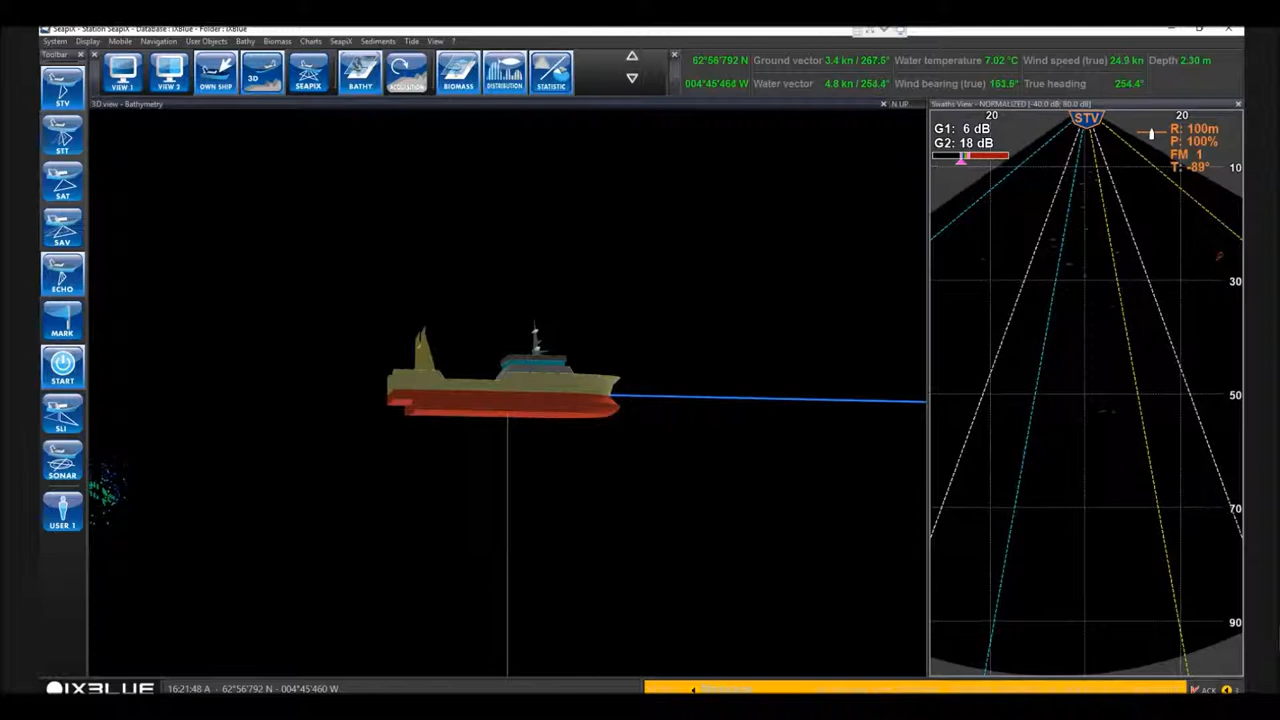 SeapiX - Station SeapiX - Database : iXBlue - Folder : iXBlue
System Display Mobile Navigation User Objects Bathy Biomass Charts SeapiX Sediments Tide View ?
Toolbar
STV
STT
SAT
SAV
ECHO
MARK
START
SLI
SONAR
USER 1
VIEW 1 VIEW 2 OWN SHIP 3D SEAPIX BATHY ACQUISITION BIOMASS DISTRIBUTION STATISTIC
62°56'792 N Ground vector 3.4 kn / 267.6° Water temperature 7.02 °C Wind speed (true) 24.9 kn Depth 2.30 m
004°45'460 W Water vector 4.8 kn / 254.4° Wind bearing (true) 163.6° True heading 254.4°
3D view - Bathymetry
N UP
Swaths View - NORMALIZED [-40.0 dB; 80.0 dB]
20 STV 20
G1: 6 dB
G2: 18 dB
R: 100m
P: 100%
FM 1
T: -89°
10
30
50
70
90
iXBLUE
16:21:48 A 62°56'792 N - 004°45'460 W
ACK